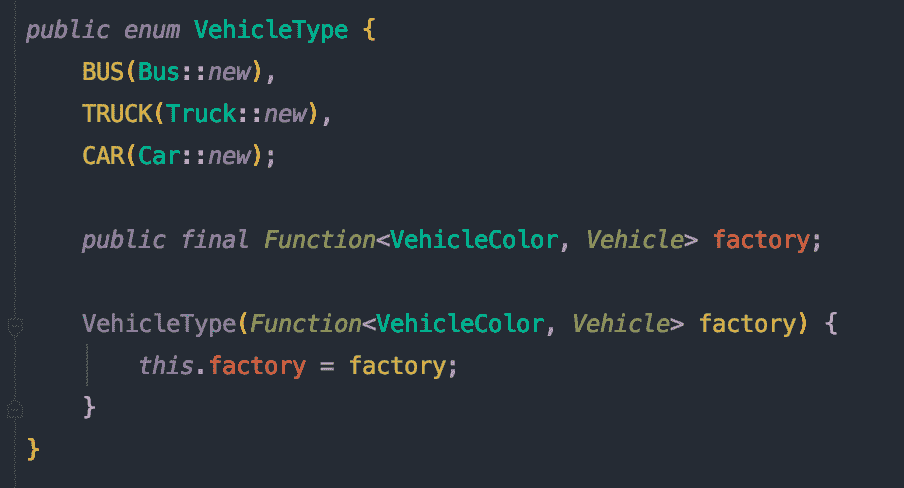 public enum VehicleType {
    BUS(Bus::new),
    TRUCK(Truck::new),
    CAR(Car::new);
    public final Function<VehicleColor, Vehicle> factory;
    VehicleType(Function<VehicleColor, Vehicle> factory) {
        this.factory = factory;
    }
}